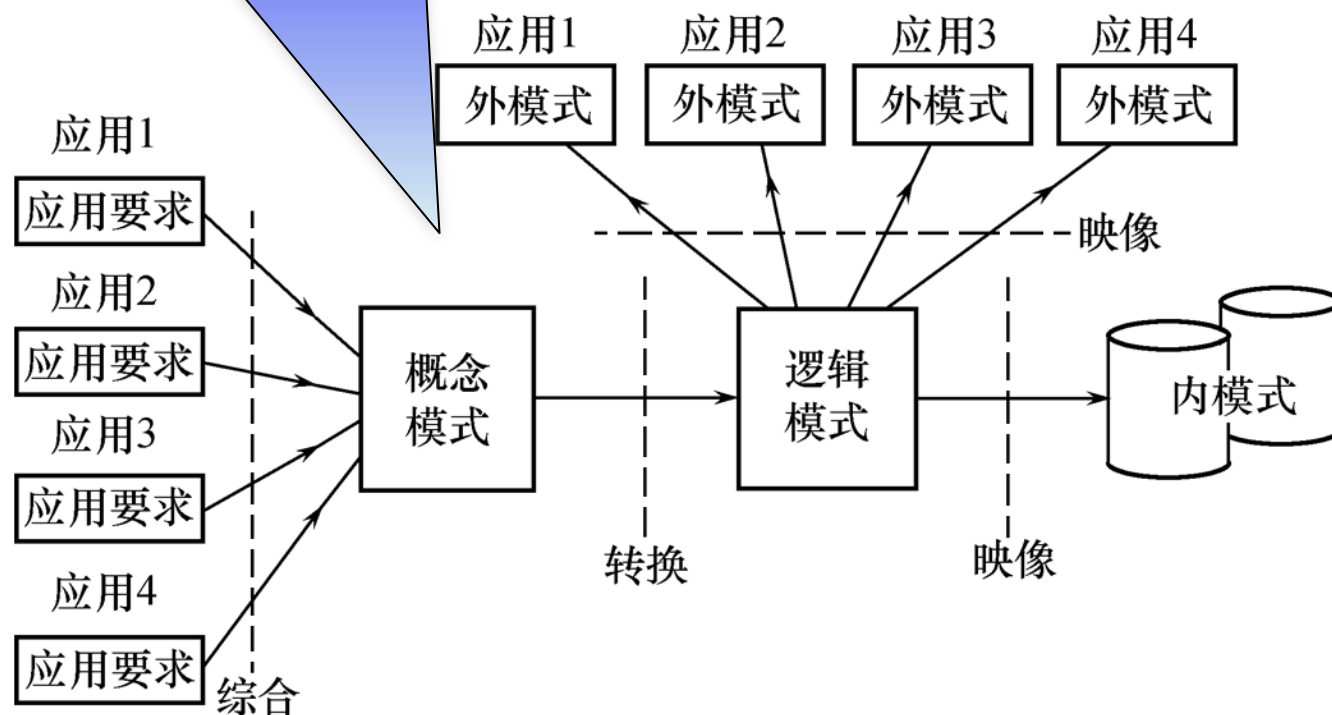 应用1
应用2
应用3
应用4
外模式
外模式
外模式
外模式
映像
应用1
应用要求
应用2
应用要求
应用3
应用要求
应用4
应用要求
综合
概念
模式
转换
逻辑
模式
映像
内模式